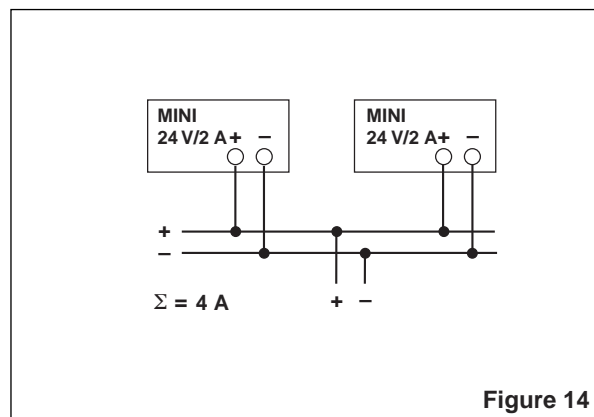 MINI
24 V/2 A + −
MINI
24 V/2 A + −
+
−
Σ = 4 A
+ −
Figure 14